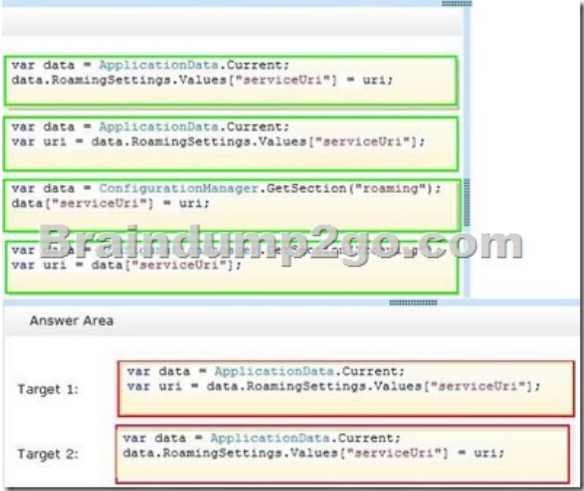 var data = ApplicationData.Current;
data.RoamingSettings.Values["serviceUri"] = uri;
var data = ApplicationData.Current;
var uri = data.RoamingSettings.Values["serviceUri"];
var data = ConfigurationManager.GetSection("roaming");
data["serviceUri"] = uri;
Braindump2go.com
var data =
var uri = data["serviceUri"];
Answer Area
Target 1:
var data = ApplicationData.Current;
var uri = data.RoamingSettings.Values["serviceUri"];
Target 2:
var data = ApplicationData.Current;
data.RoamingSettings.Values["serviceUri"] = uri;